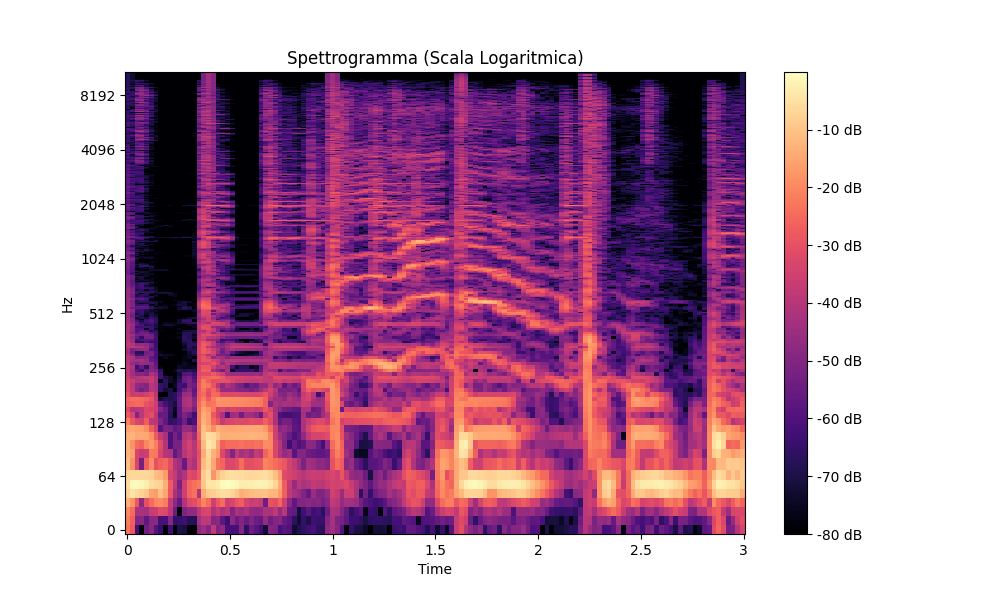 Spettrogramma (Scala Logaritmica)
Hz
8192
4096
2048
1024
512
256
128
64
0
0 0.5 1 1.5 2 2.5 3
Time
-10 dB
-20 dB
-30 dB
-40 dB
-50 dB
-60 dB
-70 dB
-80 dB